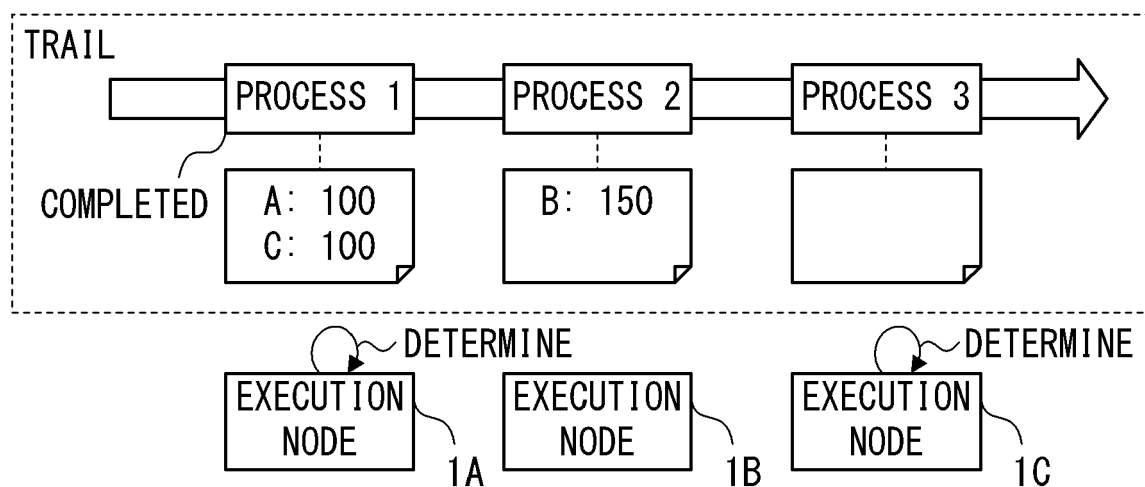 TRAIL
PROCESS 1
PROCESS 2
PROCESS 3
COMPLETED
A: 100
C: 100
B: 150
DETERMINE
DETERMINE
EXECUTION
NODE
EXECUTION
NODE
EXECUTION
NODE
1A
1B
1C